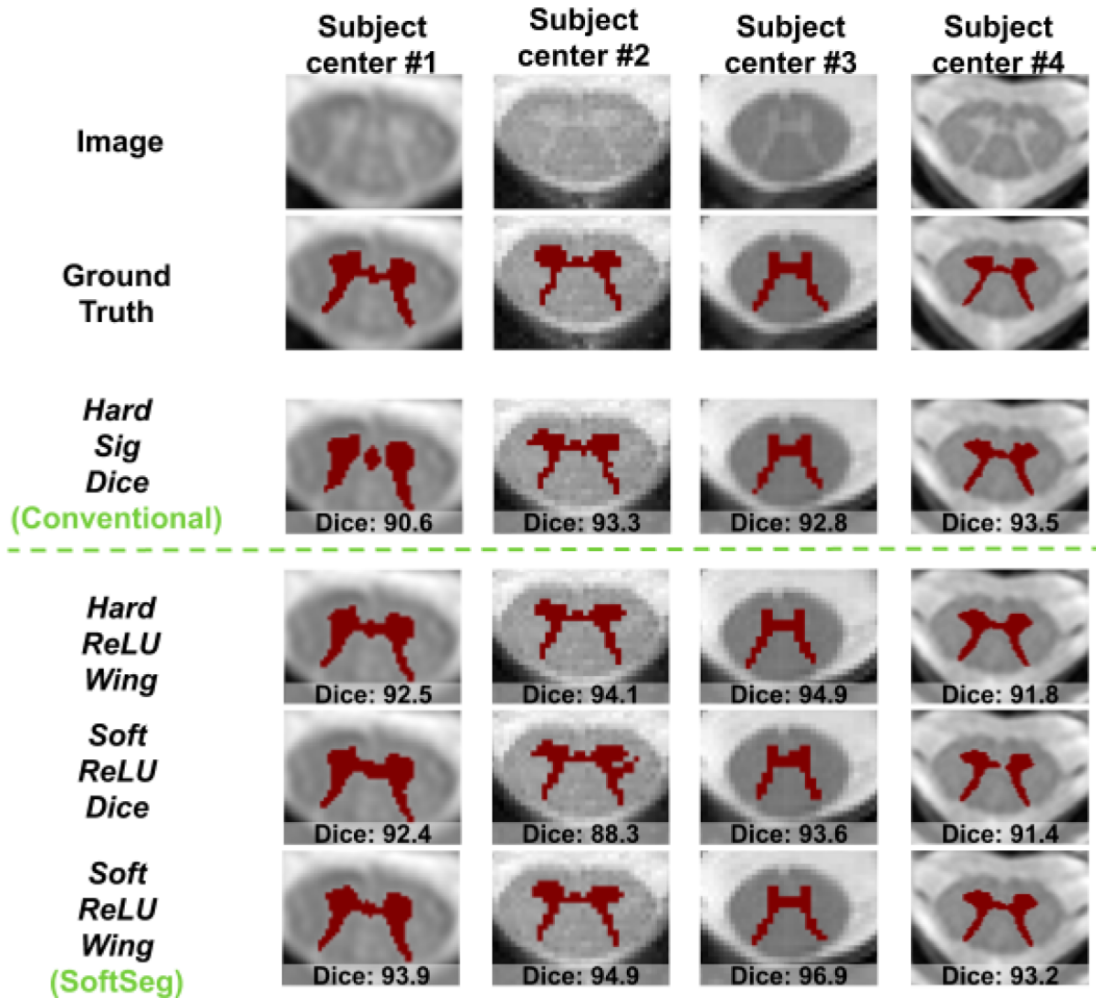 Subject center #1
Subject center #2
Subject center #3
Subject center #4
Image
Ground
Truth
Hard
Sig
Dice
(Conventional)
Dice: 90.6
Dice: 93.3
Dice: 92.8
Dice: 93.5
Hard
ReLU
Wing
Dice: 92.5
Dice: 94.1
Dice: 94.9
Dice: 91.8
Soft
ReLU
Dice
Dice: 92.4
Dice: 88.3
Dice: 93.6
Dice: 91.4
Soft
ReLU
Wing
(SoftSeg)
Dice: 93.9
Dice: 94.9
Dice: 96.9
Dice: 93.2